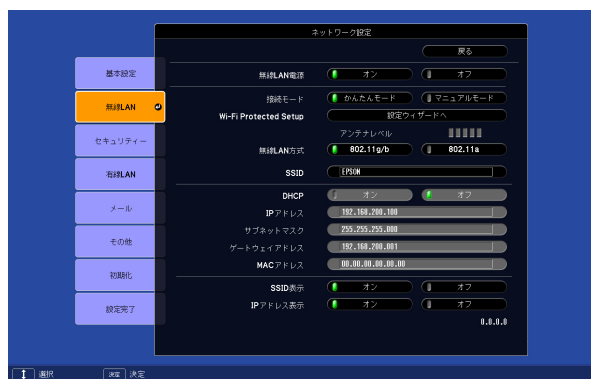 ネットワーク設定
戻る
基本設定
無線LAN
セキュリティー
有線LAN
メール
その他
初期化
設定完了
無線LAN電源 オン オフ
接続モード かんたんモード マニュアルモード
Wi-Fi Protected Setup 設定ウィザードへ
アンテナレベル
無線LAN方式 802.11g/b 802.11a
SSID EPSON
DHCP オン オフ
IPアドレス 192.168.200.100
サブネットマスク 255.255.255.000
ゲートウェイアドレス 192.168.200.001
MACアドレス 00.00.00.00.00.00
SSID表示 オン オフ
IPアドレス表示 オン オフ
0.0.0.0
選択 決定 決定